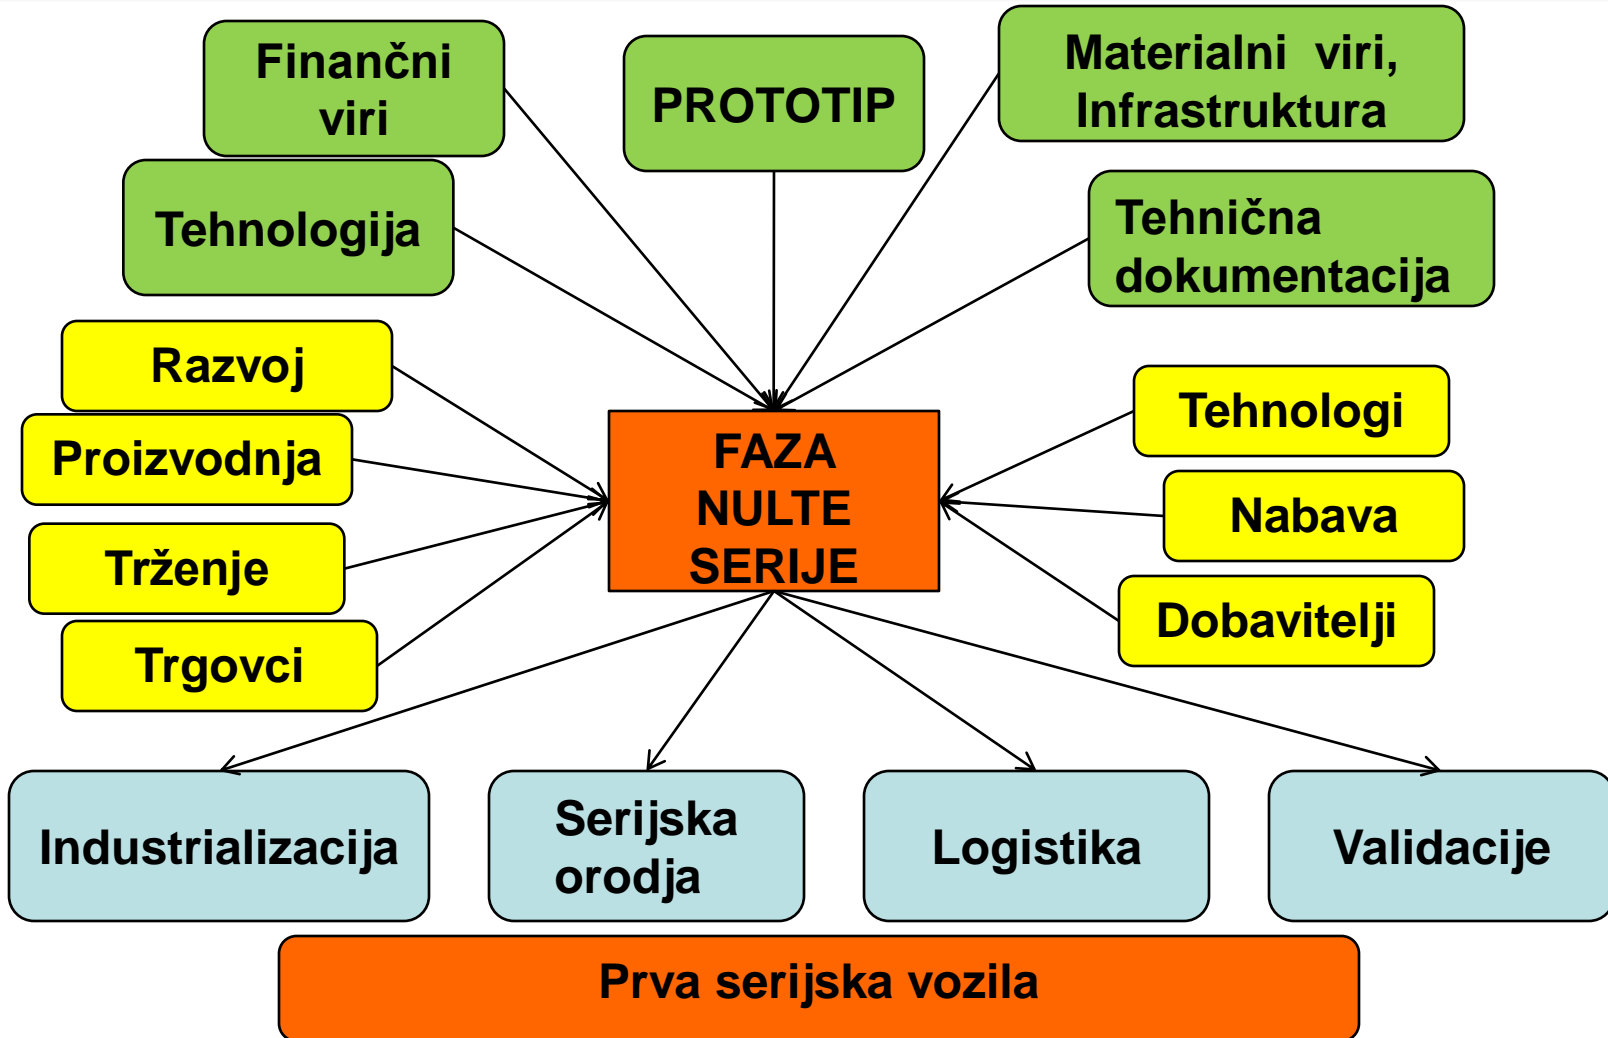 Finančni
viri
PROTOTIP
Materialni viri,
Infrastruktura
Tehnologija
Tehnična
dokumentacija
Razvoj
Proizvodnja
Trženje
Trgovci
FAZA
NULTE
SERIJE
Tehnologi
Nabava
Dobavitelji
Industrializacija
Serijska
orodja
Logistika
Validacije
Prva serijska vozila